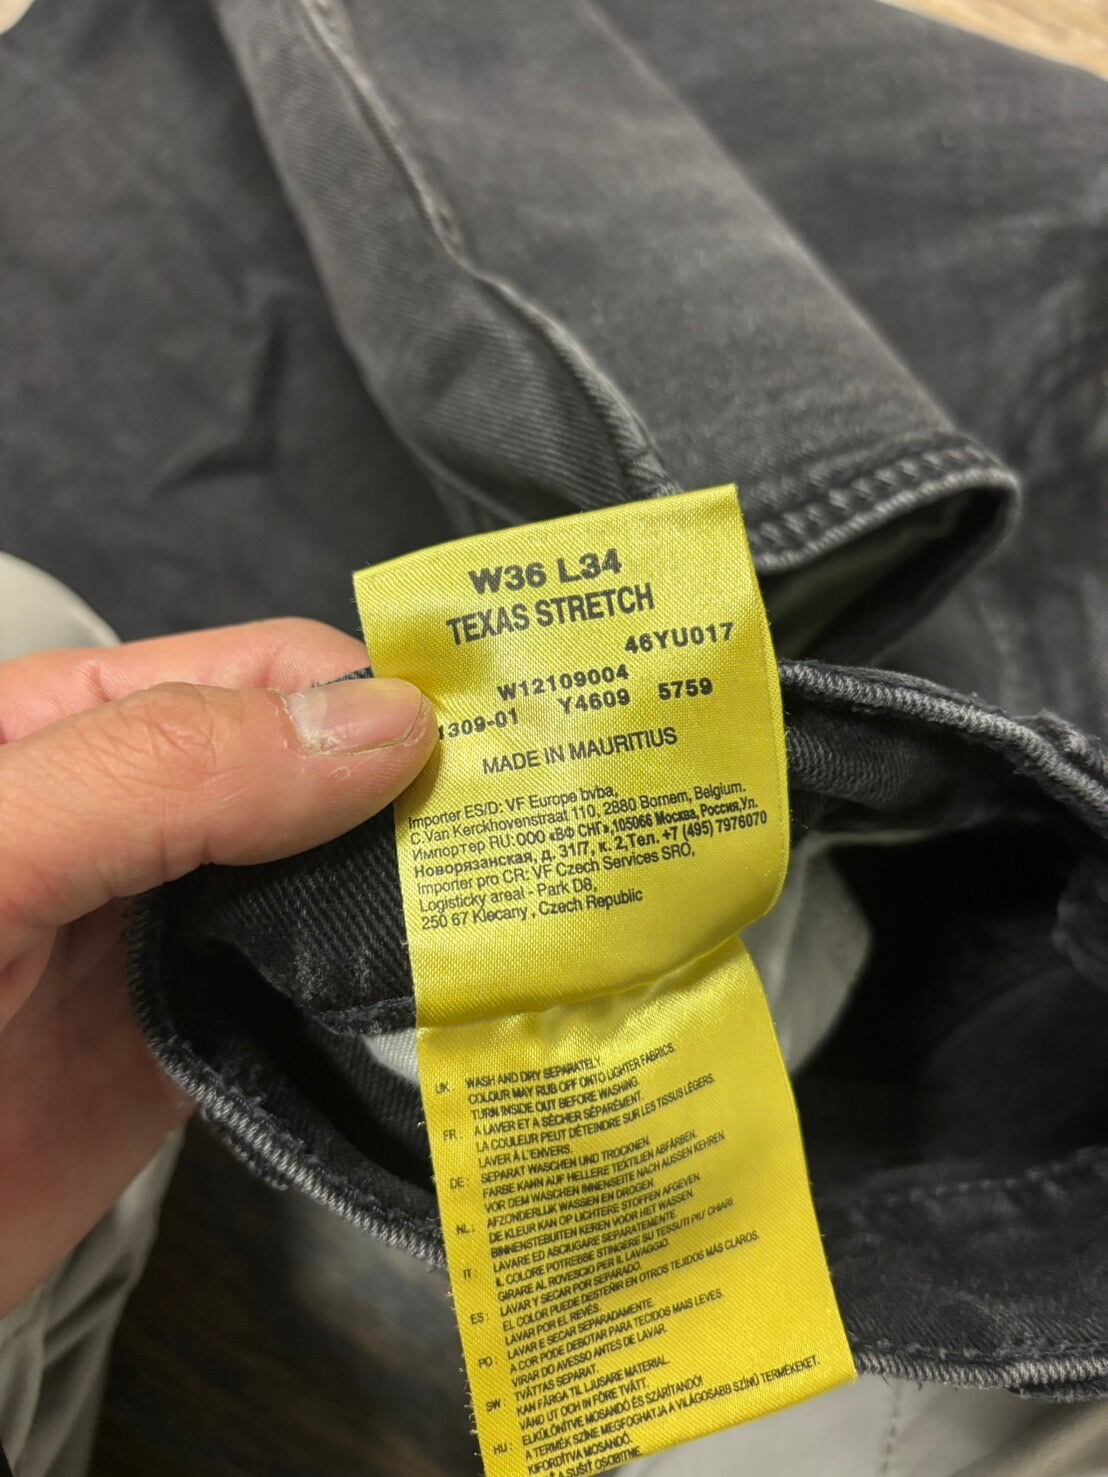 W36 L34
TEXAS STRETCH
46YU017
W12109004
1309-01 Y4609 5759
MADE IN MAURITIUS
Importer ES/D: VF Europe bvba,
C.Van Kerckhovenstraat 110, 2880 Bornem, Belgium.
Импортер RU:ООО «ВФ СНГ»,105066 Москва, Россия,Ул.
Новорязанская, д. 31/7, к. 2,Тел. +7 (495) 7976070
Importer pro CR: VF Czech Services SRO,
Logisticky areal - Park D8,
250 67 Klecany , Czech Republic
UK: WASH AND DRY SEPARATELY.
COLOUR MAY RUB OFF ONTO LIGHTER FABRICS.
TURN INSIDE OUT BEFORE WASHING.
FR: A LAVER ET A SÉCHER SÉPARÉMENT.
LA COULEUR PEUT DÉTEINDRE SUR LES TISSUS LÉGERS.
LAVER À L'ENVERS.
DE: SEPARAT WASCHEN UND TROCKNEN.
FARBE KANN AUF HELLERE TEXTILIEN ABFÄRBEN.
VOR DEM WASCHEN INNENSEITE NACH AUSSEN KEHREN.
NL: AFZONDERLIJK WASSEN EN DROGEN.
DE KLEUR KAN OP LICHTERE STOFFEN AFGEVEN.
BINNENSTEBUITEN KEREN VOOR HET WASSEN.
IT: LAVARE ED ASCIUGARE SEPARATEMENTE.
IL COLORE POTREBBE STINGERE SU TESSUTI PIU' CHIARI.
GIRARE AL ROVESCIO PER IL LAVAGGIO.
ES: LAVAR Y SECAR POR SEPARADO.
EL COLOR PUEDE DESTEÑIR EN OTROS TEJIDOS MÁS CLAROS.
LAVAR POR EL REVÉS.
PO: LAVAR E SECAR SEPARADAMENTE.
A COR PODE DEBOTAR PARA TECIDOS MAIS LEVES.
VIRAR DO AVESSO ANTES DE LAVAR.
SW: TVÄTTAS SEPARAT.
KAN FÄRGA TIL LJUSARE MATERIAL.
VÄND UT OCH IN FÖRE TVÄTT.
HU: ELKÜLÖNÍTVE MOSANDÓ ÉS SZÁRÍTANDÓ!
A TERMÉK SZÍNE MEGFOGHATJA A VILÁGOSABB SZÍNŰ TERMÉKEKET.
KIFORDÍTVA MOSANDÓ.